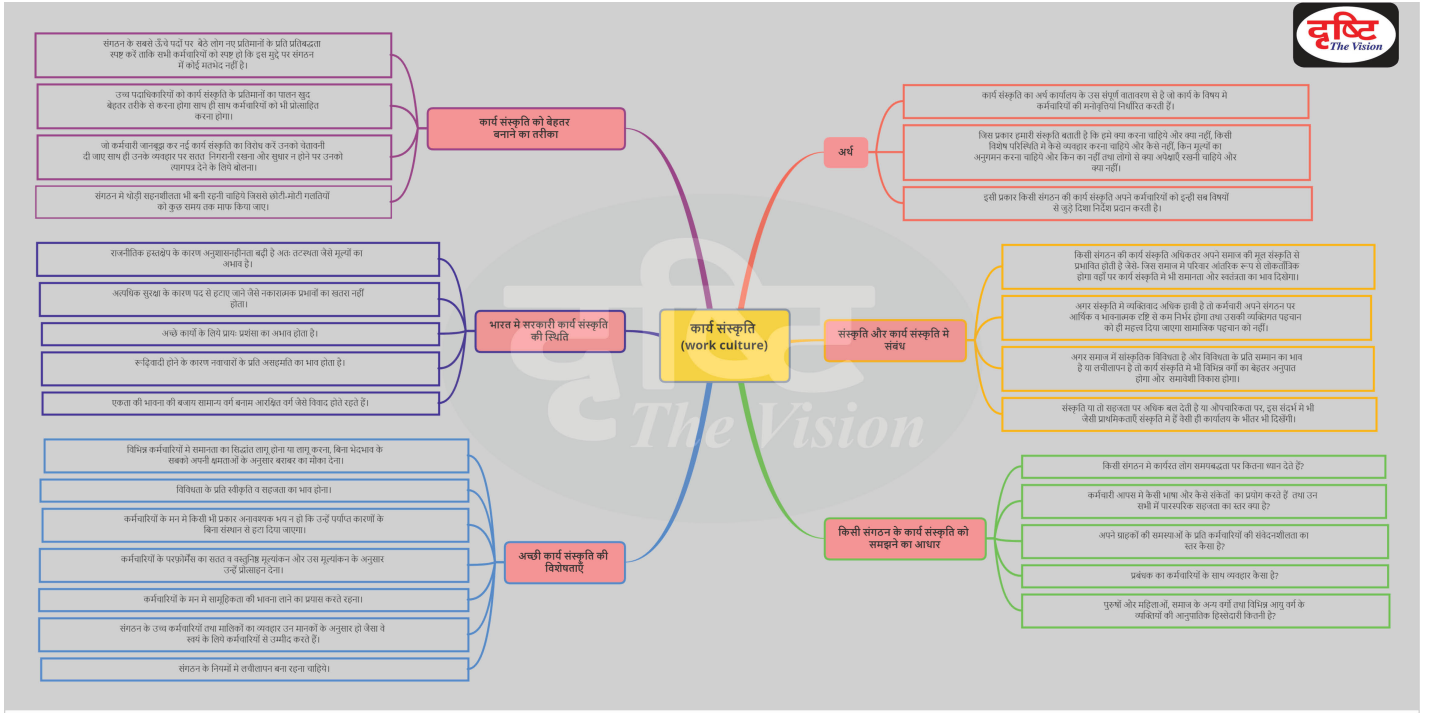 दृष्टि
The Vision
संगठन के सबसे ऊँचे पदों पर बैठे लोग नए प्रतिमानों के प्रति प्रतिबद्धता
स्पष्ट करें ताकि सभी कर्मचारियों को स्पष्ट हो कि इस मुद्दे पर संगठन
में कोई मतभेद नहीं है।
उच्च पदाधिकारियों को कार्य संस्कृति के प्रतिमानों का पालन खुद
बेहतर तरीके से करना होगा साथ ही साथ कर्मचारियों को भी प्रोत्साहित
करना होगा।
जो कर्मचारी जानबूझ कर नई कार्य संस्कृति का विरोध करें उनको चेतावनी
दी जाए साथ ही उनके व्यवहार पर सतत निगरानी रखना और सुधार न होने पर उनको
त्यागपत्र देने के लिये बोलना।
संगठन मे थोड़ी सहनशीलता भी बनी रहनी चाहिये जिससे छोटी-मोटी गलतियों
को कुछ समय तक माफ किया जाए।
कार्य संस्कृति को बेहतर
बनाने का तरीका
राजनीतिक हस्तक्षेप के कारण अनुशासनहीनता बढ़ी है अतः तटस्थता जैसे मूल्यों का
अभाव है।
अत्यधिक सुरक्षा के कारण पद से हटाए जाने जैसे नकारात्मक प्रभावों का खतरा नहीं
होता।
अच्छे कार्यो के लिये प्रायः प्रशंसा का अभाव होता है।
रूढ़िवादी होने के कारण नवाचारों के प्रति असहमति का भाव होता है।
एकता की भावना की बजाय सामान्य वर्ग बनाम आरक्षित वर्ग जैसे विवाद होते रहते हैं।
भारत मे सरकारी कार्य संस्कृति
की स्थिति
विभिन्न कर्मचारियों मे समानता का सिद्धांत लागू होना या लागू करना, बिना भेदभाव के
सबको अपनी क्षमताओं के अनुसार बराबर का मोका देना।
विविधता के प्रति स्वीकृति व सहजता का भाव होना।
कर्मचारियों के मन मे किसी भी प्रकार अनावश्यक भय न हो कि उन्हें पर्याप्त कारणों के
बिना संस्थान से हटा दिया जाएगा।
कर्मचारियों के परफ़ोर्मेंस का सतत व वस्तुनिष्ठ मूल्यांकन और उस मूल्यांकन के अनुसार
उन्हें प्रोत्साहन देना।
कर्मचारियों के मन मे सामूहिकता की भावना लाने का प्रयास करते रहना।
संगठन के उच्च कर्मचारियों तथा मालिकों का व्यवहार उन मानकों के अनुसार हो जैसा वे
स्वयं के लिये कर्मचारियों से उम्मीद करते हैं।
संगठन के नियमों मे लचीलापन बना रहना चाहिये।
अच्छी कार्य संस्कृति की
विशेषताएँ
कार्य संस्कृति
(work culture)
अर्थ
कार्य संस्कृति का अर्थ कार्यालय के उस संपूर्ण वातावरण से है जो कार्य के विषय मे
कर्मचारियों की मनोवृत्तियां निर्धारित करती हैं।
जिस प्रकार हमारी संस्कृति बताती है कि हमे क्या करना चाहिये और क्या नहीं, किसी
विशेष परिस्थिति मे केसे व्यवहार करना चाहिये और केसे नहीं, किन मूल्यों का
अनुगमन करना चाहिये और किन का नहीं तथा लोगो से क्या अपेक्षाएँ रखनी चाहिये और
क्या नहीं।
इसी प्रकार किसी संगठन की कार्य संस्कृति अपने कर्मचारियों को इन्ही सब विषयों
से जुड़े दिशा निर्देश प्रदान करती है।
संस्कृति और कार्य संस्कृति मे
संबंध
किसी संगठन की कार्य संस्कृति अधिकतर अपने समाज की मूल संस्कृति से
प्रभावित होती है जैसे- जिस समाज मे परिवार आंतरिक रूप से लोकताँत्रिक
होगा वहाँ पर कार्य संस्कृति मे भी समानता और स्वतंत्रता का भाव दिखेगा।
अगर संस्कृति मे व्यक्तिवाद अधिक हावी है तो कर्मचारी अपने संगठन पर
आर्थिक व भावनात्मक दृष्टि से कम निर्भर होगा तथा उसकी व्यक्तिगत पहचान
को ही महत्त्व दिया जाएगा सामाजिक पहचान को नहीं।
अगर समाज में सांस्कृतिक विविधता है और विविधता के प्रति सम्मान का भाव
है या लचीलापन है तो कार्य संस्कृति मे भी विभिन्न वर्गों का बेहतर अनुपात
होगा और समावेशी विकास होगा।
संस्कृति या तो सहजता पर अधिक बल देती है या औपचारिकता पर, इस संदर्भ मे भी
जैसी प्राथमिकताएँ संस्कृति मे हैं वैसी ही कार्यालय के भीतर भी दिखेंगी।
किसी संगठन के कार्य संस्कृति को
समझने का आधार
किसी संगठन मे कार्यरत लोग समयबद्धता पर कितना ध्यान देते हैं?
कर्मचारी आपस मे केसी भाषा और केसे संकेतों का प्रयोग करते हैं तथा उन
सभी में पारस्परिक सहजता का स्तर क्या है?
अपने ग्राहकों की समस्याओं के प्रति कर्मचारियों की संवेदनशीलता का
स्तर केसा है?
प्रबंधक का कर्मचारियों के साथ व्यवहार केसा है?
पुरुषों और महिलाओं, समाज के अन्य वर्गो तथा विभिन्न आयु वर्ग के
व्यक्तियों की आनुपातिक हिस्सेदारी कितनी है?
दृष्टि
The Vision